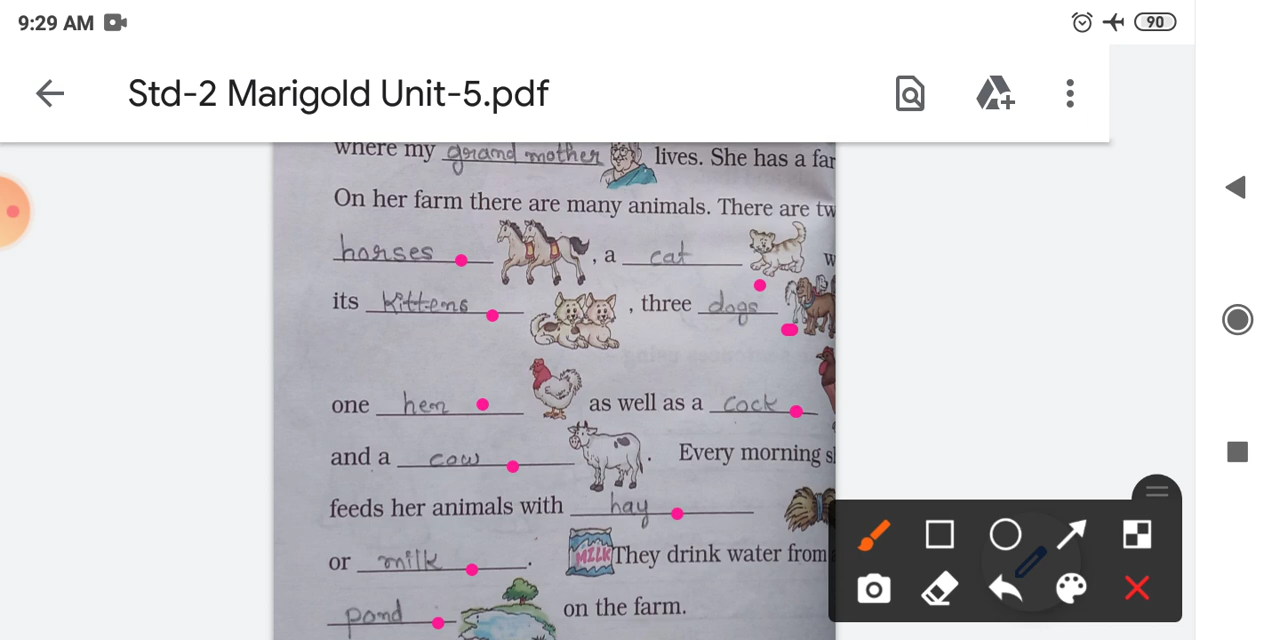 9:29 AM 90
Std-2 Marigold Unit-5.pdf
where my grand mother lives. She has a far
On her farm there are many animals. There are tw
horses , a cat w
its kittens , three dogs
one hen as well as a cock
and a cow . Every morning s
feeds her animals with hay
or milk . MILK They drink water from
pond on the farm.